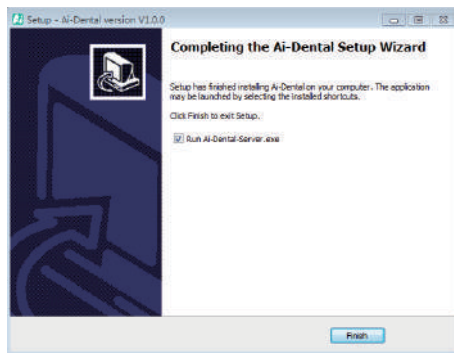 Setup - Ai-Dental version V1.0.0
Completing the Ai-Dental Setup Wizard
Setup has finished installing Ai-Dental on your computer. The application
may be launched by selecting the installed shortcuts.
Click Finish to exit Setup.
Run Ai-Dental-Server.exe
Finish